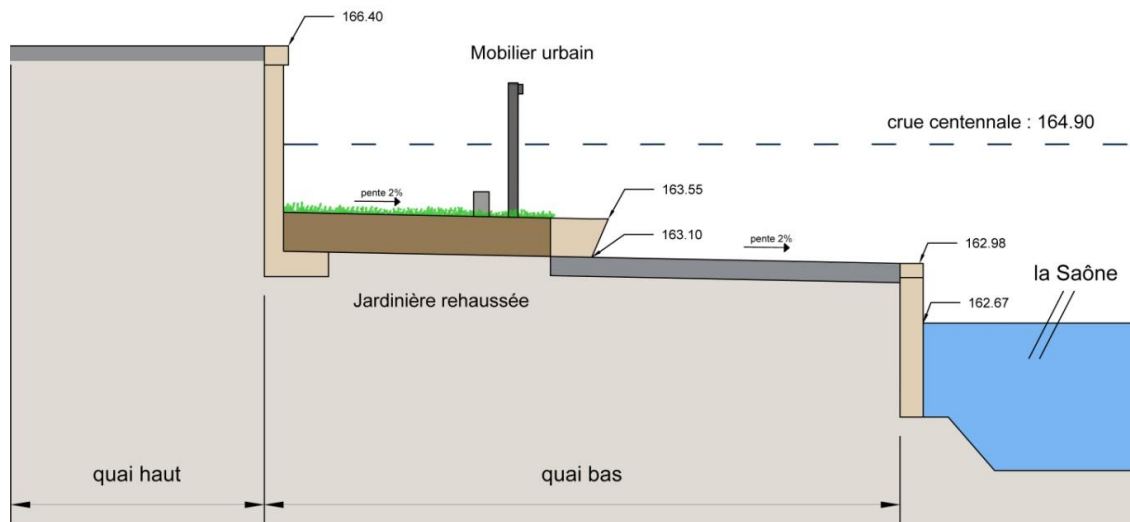 166.40
Mobilier urbain
crue centennale : 164.90
pente 2%
163.55
163.10
pente 2%
162.98
la Saône
162.67
Jardinière rehaussée
quai haut
quai bas